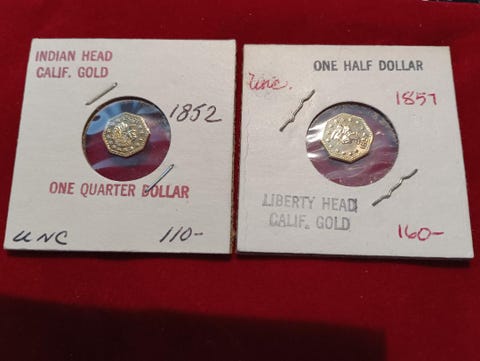 INDIAN HEAD
CALIF. GOLD
1852
ONE QUARTER DOLLAR
UNC 110-
ONE HALF DOLLAR
Unc.
1857
LIBERTY HEAD
CALIF. GOLD
160-